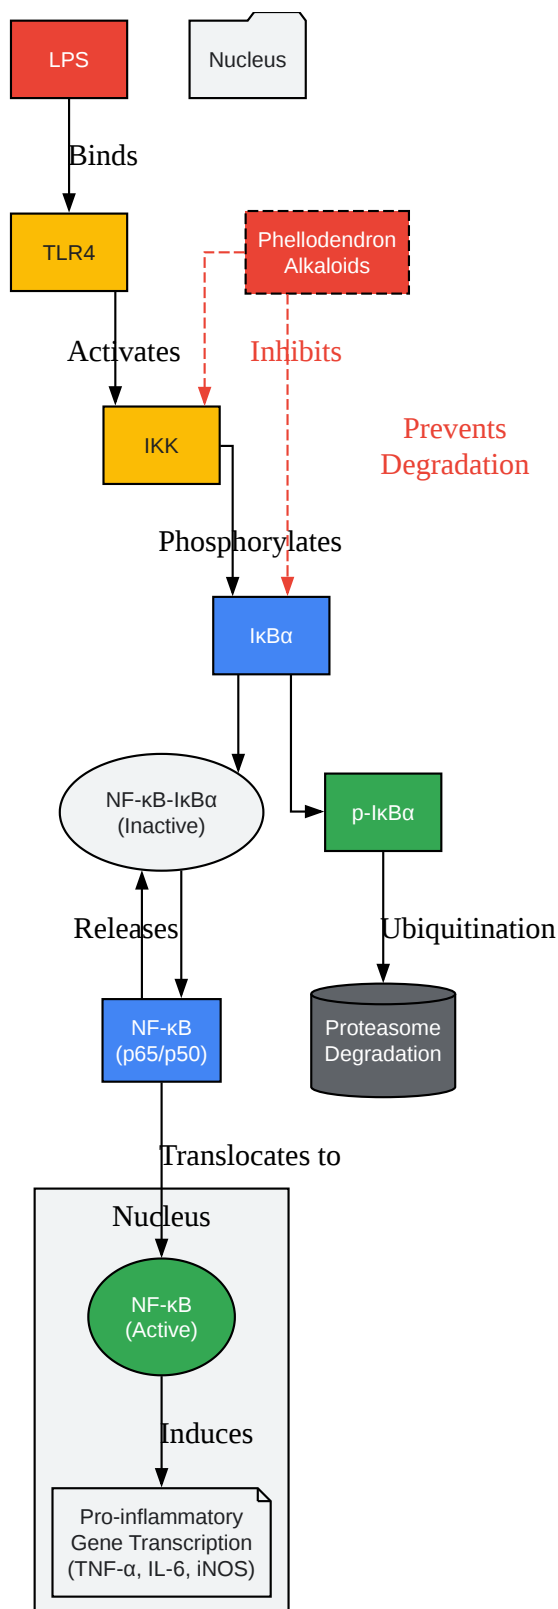 LPS
Nucleus
Binds
TLR4
Phellodendron
Alkaloids
Activates
Inhibits
IKK
Prevents
Degradation
Phosphorylates
IκBα
NF-κB-IκBα
(Inactive)
p-IκBα
Releases
Ubiquitination
NF-κB
(p65/p50)
Proteasome
Degradation
Translocates to
Nucleus
NF-κB
(Active)
Induces
Pro-inflammatory
Gene Transcription
(TNF-α, IL-6, iNOS)